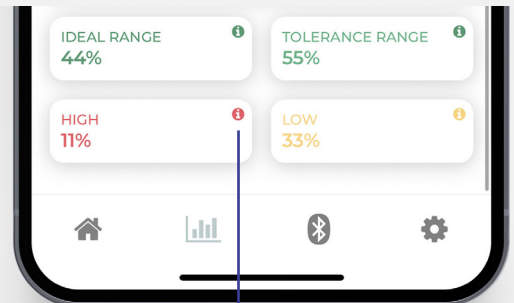 IDEAL RANGE
44%
TOLERANCE RANGE
55%
HIGH
11%
LOW
33%